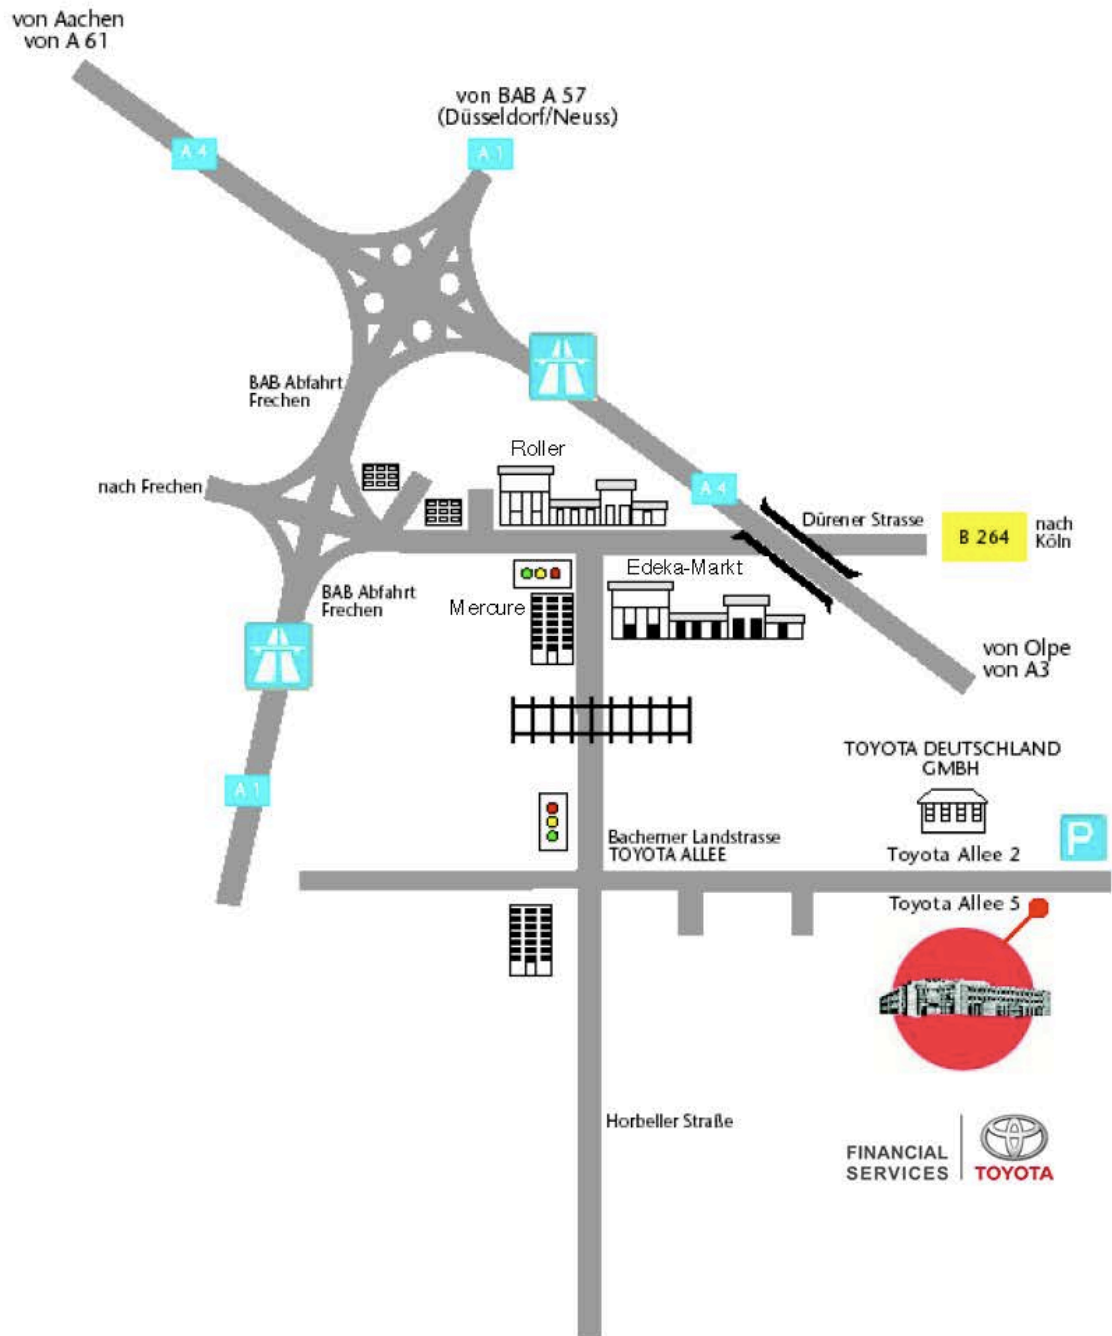 von Aachen
von A 61
von BAB A 57
(Düsseldorf/Neuss)
A 4
A 1
BAB Abfahrt
Frechen
Roller
nach Frechen
A 4
Dürener Strasse
B 264
nach
Köln
Edeka-Markt
BAB Abfahrt
Frechen
Mercure
von Olpe
von A3
TOYOTA DEUTSCHLAND
GMBH
A 1
Bachemer Landstrasse
TOYOTA ALLEE
P
Toyota Allee 2
Toyota Allee 5
Horbeller Straße
FINANCIAL
SERVICES
TOYOTA